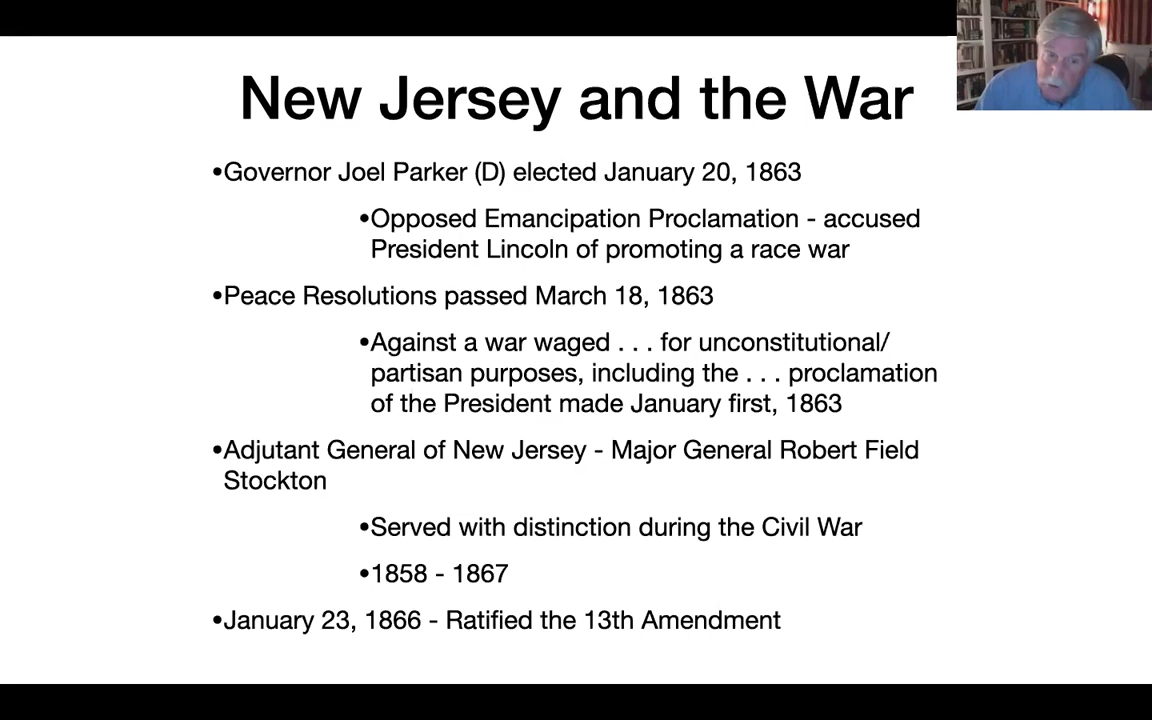 New Jersey and the War
•Governor Joel Parker (D) elected January 20, 1863
•Opposed Emancipation Proclamation - accused
President Lincoln of promoting a race war
•Peace Resolutions passed March 18, 1863
•Against a war waged . . . for unconstitutional/
partisan purposes, including the . . . proclamation
of the President made January first, 1863
•Adjutant General of New Jersey - Major General Robert Field
Stockton
•Served with distinction during the Civil War
•1858 - 1867
•January 23, 1866 - Ratified the 13th Amendment